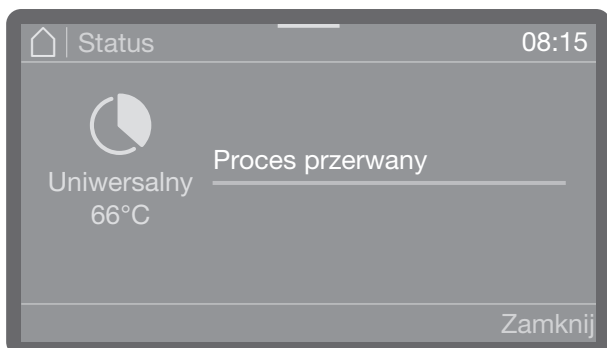 Status 08:15
Proces przerwany
Uniwersalny
66°C
Zamknij